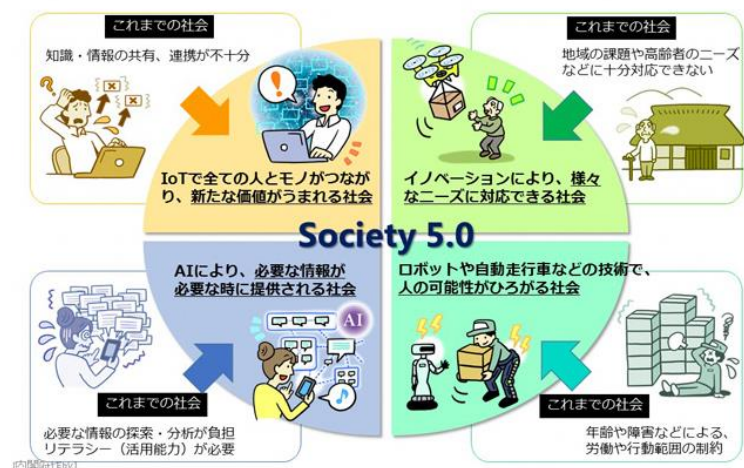 これまでの社会
知識・情報の共有、連携が不十分
IoTで全ての人とモノがつなが
り、新たな価値がうまれる社会
これまでの社会
地域の課題や高齢者のニーズ
などに十分対応できない
イノベーションにより、様々
なニーズに対応できる社会
Society 5.0
AIにより、必要な情報が
必要な時に提供される社会
AI
これまでの社会
必要な情報の探索・分析が負担
リテラシー（活用能力）が必要
ロボットや自動走行車などの技術で、
人の可能性がひろがる社会
これまでの社会
年齢や障害などによる、
労働や行動範囲の制約